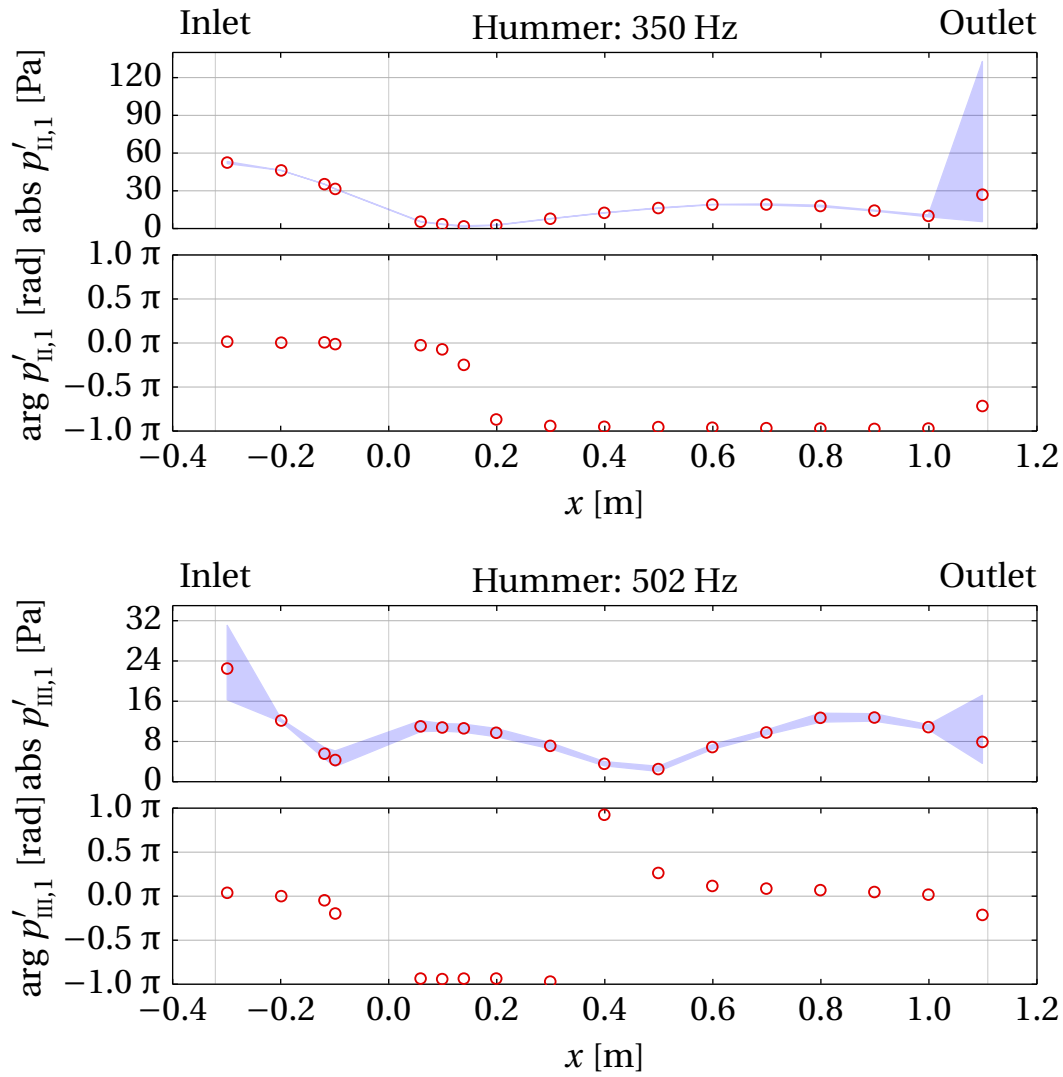 Inlet Hummer: 350 Hz Outlet
abs p′II,1 [Pa]
120
90
60
30
0
arg p′II,1 [rad]
1.0 π
0.5 π
0.0 π
−0.5 π
−1.0 π
−0.4 −0.2 0.0 0.2 0.4 0.6 0.8 1.0 1.2
x [m]
Inlet Hummer: 502 Hz Outlet
abs p′III,1 [Pa]
32
24
16
8
0
arg p′III,1 [rad]
1.0 π
0.5 π
0.0 π
−0.5 π
−1.0 π
−0.4 −0.2 0.0 0.2 0.4 0.6 0.8 1.0 1.2
x [m]